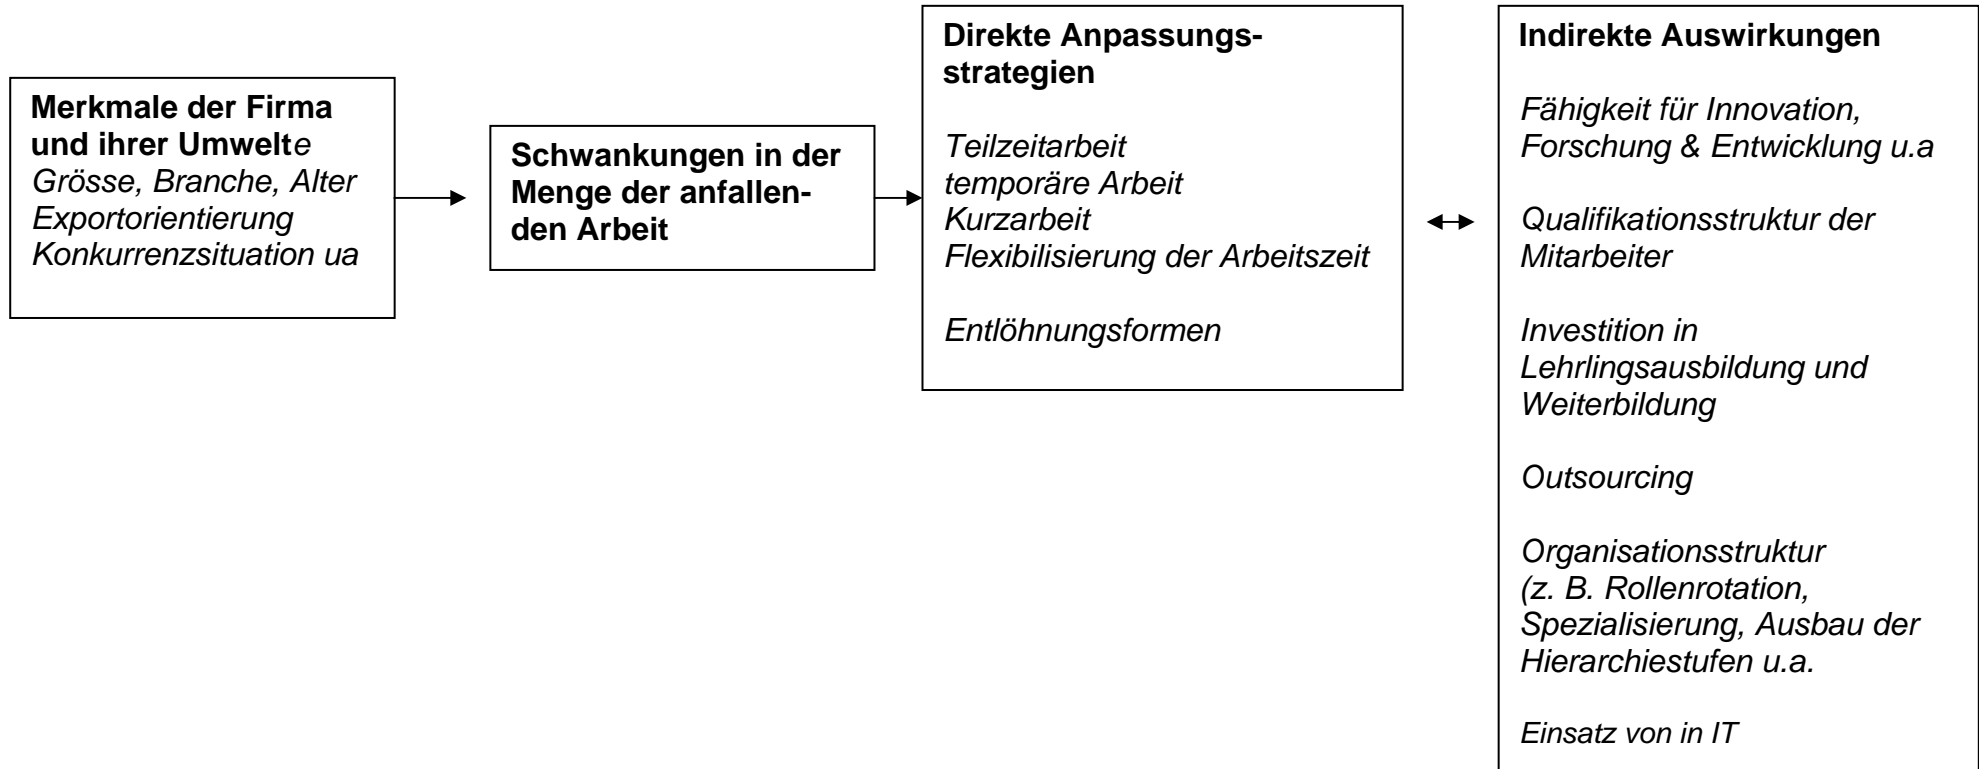 Merkmale der Firma
und ihrer Umwelte
Grösse, Branche, Alter
Exportorientierung
Konkurrenzsituation ua
Schwankungen in der
Menge der anfallen-
den Arbeit
Direkte Anpassungs-
strategien
Teilzeitarbeit
temporäre Arbeit
Kurzarbeit
Flexibilisierung der Arbeitszeit
Entlöhnungsformen
Indirekte Auswirkungen
Fähigkeit für Innovation,
Forschung & Entwicklung u.a
Qualifikationsstruktur der
Mitarbeiter
Investition in
Lehrlingsausbildung und
Weiterbildung
Outsourcing
Organisationsstruktur
(z. B. Rollenrotation,
Spezialisierung, Ausbau der
Hierarchiestufen u.a.
Einsatz von in IT